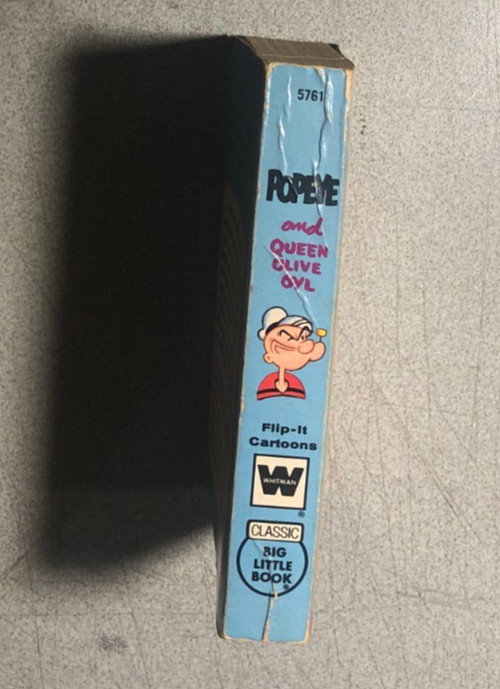 5761
POPEYE
and
QUEEN
OLIVE
OYL
Flip-It
Cartoons
W
WHITMAN
®
CLASSIC
BIG
LITTLE
BOOK®